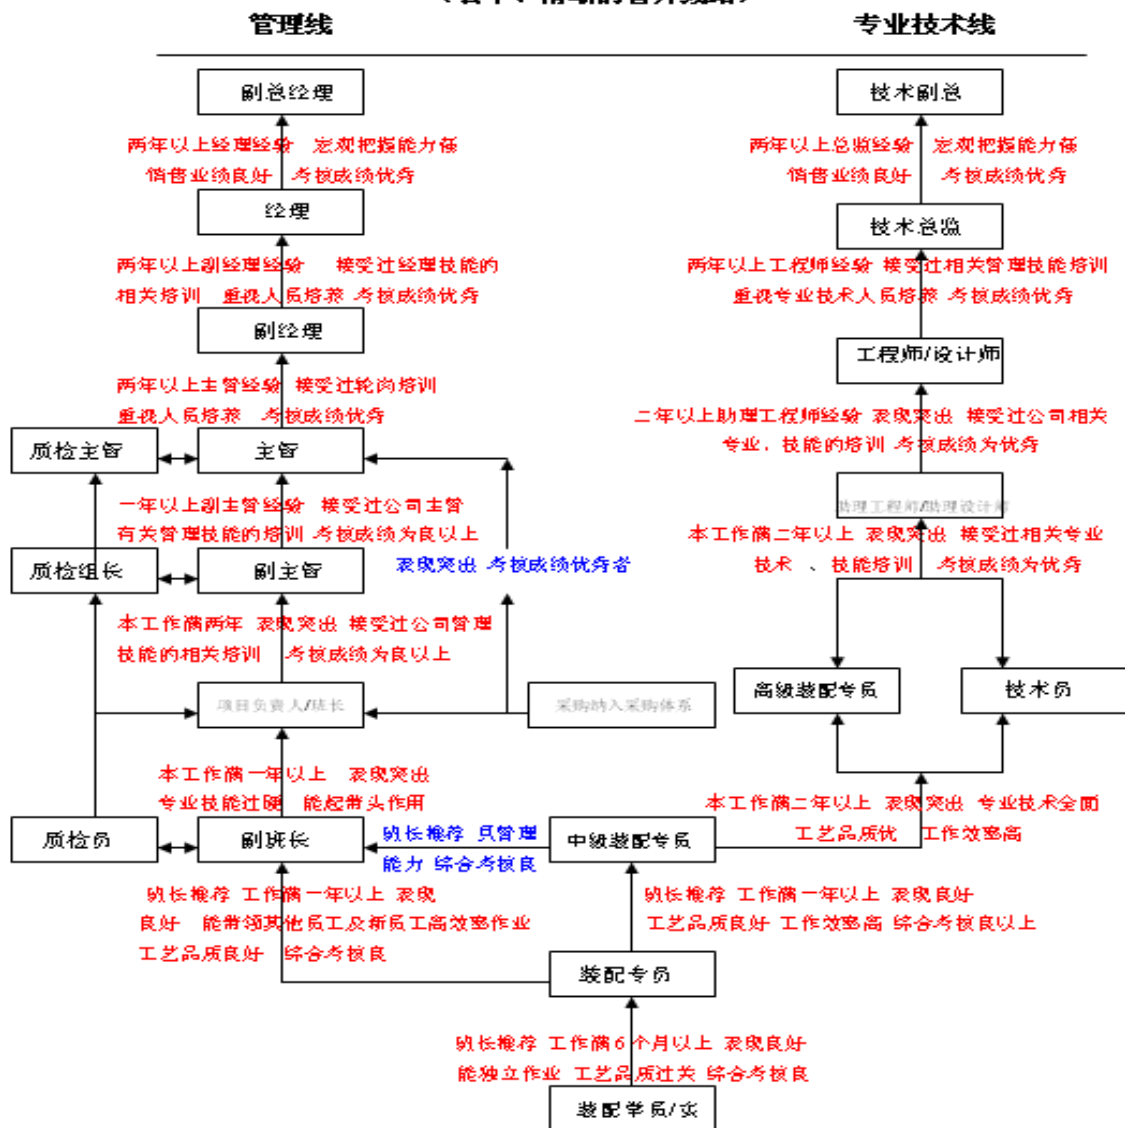 管理线
专业技术线
副总经理
技术副总
两年以上经理经验 宏观把握能力强
销售业绩良好 考核成绩优秀
两年以上总监经验 宏观把握能力强
销售业绩良好 考核成绩优秀
经理
技术总监
两年以上副经理经验 接受过经理技能的
相关培训 重视人员培养 考核成绩优秀
两年以上工程师经验 接受过相关管理技能培训
重视专业技术人员培养 考核成绩优秀
副经理
工程师/设计师
两年以上主管经验 接受过轮岗培训
重视人员培养 考核成绩优秀
二年以上助理工程师经验 表现突出 接受过公司相关
专业、技能的培训 考核成绩为优秀
质检主管
主管
助理工程师/助理设计师
一年以上副主管经验 接受过公司主管
有关管理技能的培训 考核成绩为良以上
本工作满二年以上 表现突出 接受过相关专业
技术 、技能培训 考核成绩为优秀
质检组长
副主管
表现突出 考核成绩优秀者
本工作满两年 表现突出 接受过公司管理
技能的相关培训 考核成绩为良以上
高级装配专员
技术员
项目负责人/班长
采购纳入采购体系
本工作满一年以上 表现突出
专业技能过硬 能起带头作用
本工作满二年以上 表现突出 专业技术全面
工艺品质优 工作效率高
质检员
副班长
班长推荐 具管理
能力 综合考核良
中级装配专员
班长推荐 工作满一年以上 表现
良好 能带领其他员工及新员工高效率作业
工艺品质良好 综合考核良
班长推荐 工作满一年以上 表现良好
工艺品质良好 工作效率高 综合考核良以上
装配专员
班长推荐 工作满6个月以上 表现良好
能独立作业 工艺品质过关 综合考核良
装配学员/实